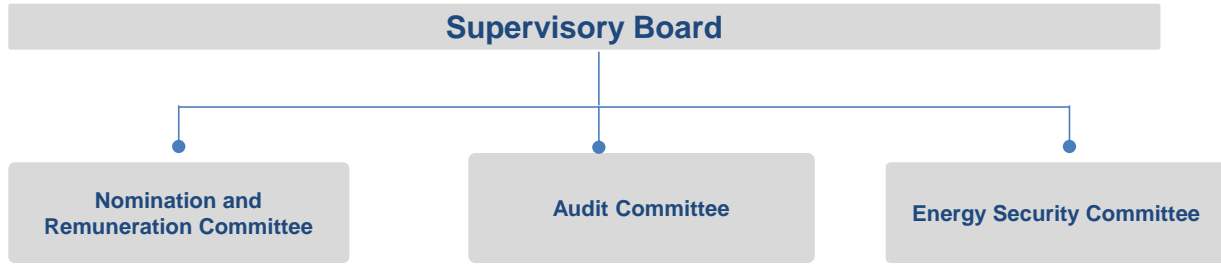 Supervisory Board
Nomination and
Remuneration Committee
Audit Committee
Energy Security Committee